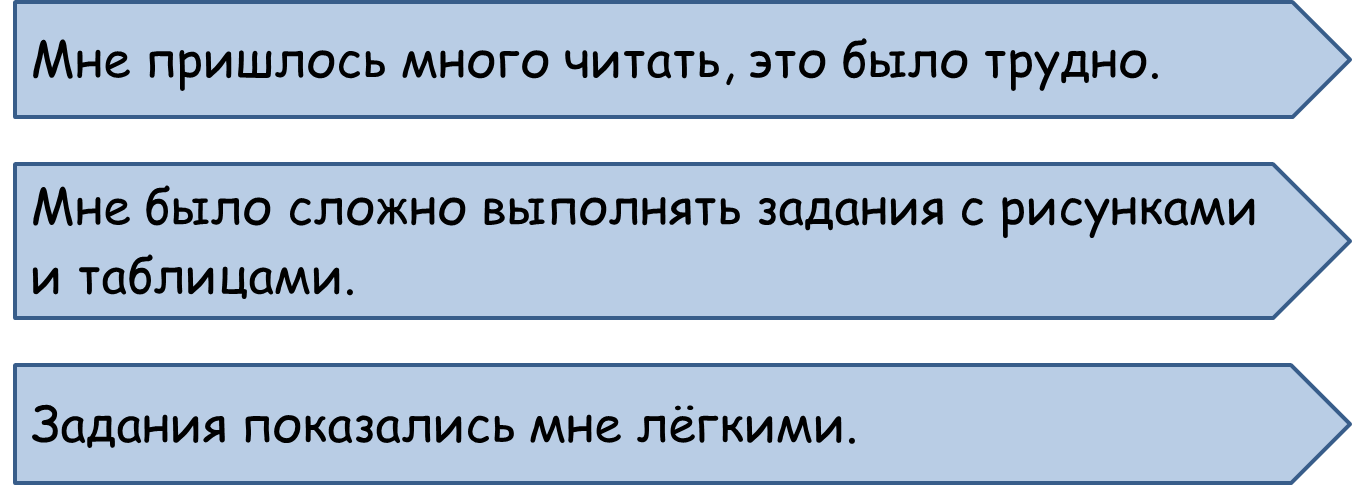 Мне пришлось много читать, это было трудно.
Мне было сложно выполнять задания с рисунками
и таблицами.
Задания показались мне лёгкими.